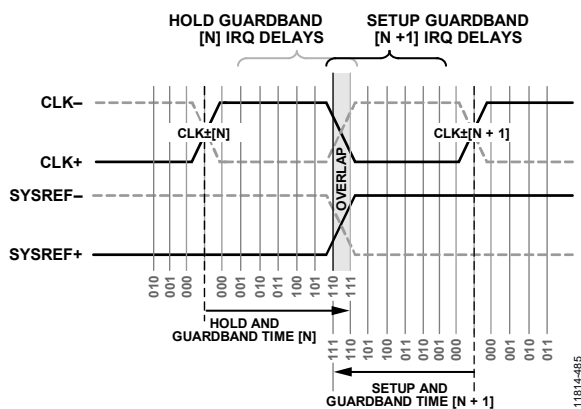 HOLD GUARDBAND
[N] IRQ DELAYS
SETUP GUARDBAND
[N +1] IRQ DELAYS
CLK–
CLK±[N]
CLK±[N + 1]
CLK+
SYSREF–
OVERLAP
SYSREF+
010
001
000
000
001
010
011
100
101
110
111
HOLD AND
GUARDBAND TIME [N]
111
110
101
100
011
010
001
000
000
001
010
011
SETUP AND
GUARDBAND TIME [N + 1]
11814-485